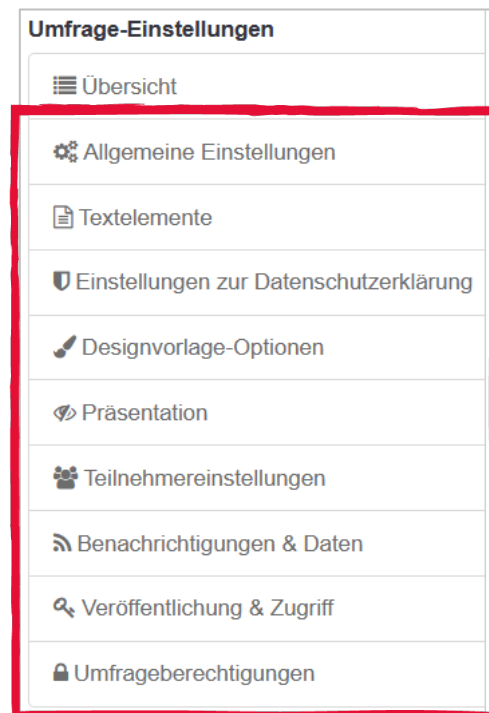 Umfrage-Einstellungen
Übersicht
Allgemeine Einstellungen
Textelemente
Einstellungen zur Datenschutzerklärung
Designvorlage-Optionen
Präsentation
Teilnehmereinstellungen
Benachrichtigungen & Daten
Veröffentlichung & Zugriff
Umfrageberechtigungen